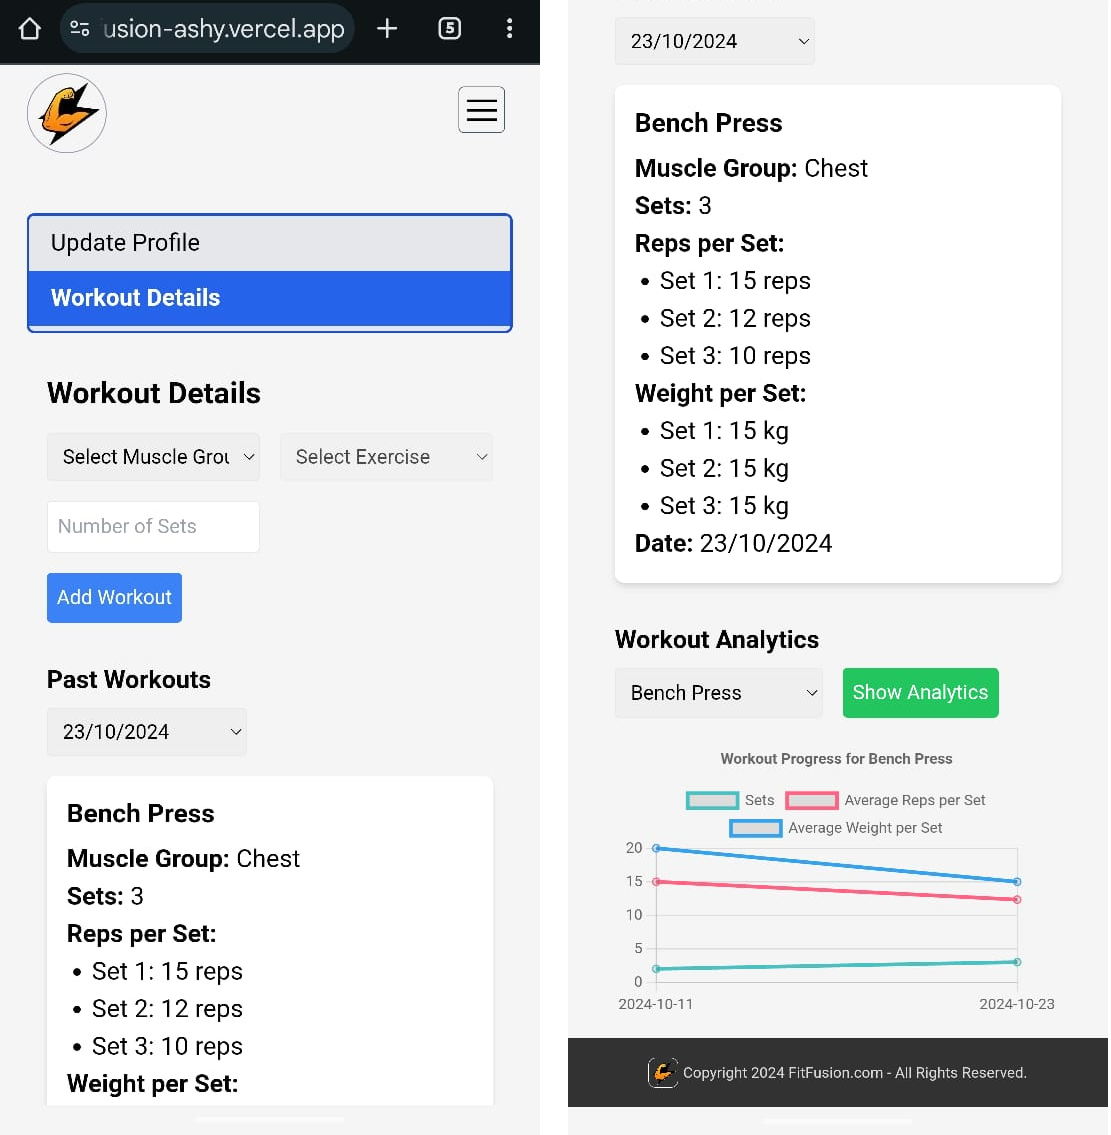 usion-ashy.vercel.app
5
Update Profile
Workout Details
Workout Details
Select Muscle Grou
Select Exercise
Number of Sets
Add Workout
Past Workouts
23/10/2024
Bench Press
Muscle Group: Chest
Sets: 3
Reps per Set:
Set 1: 15 reps
Set 2: 12 reps
Set 3: 10 reps
Weight per Set:
23/10/2024
Bench Press
Muscle Group: Chest
Sets: 3
Reps per Set:
Set 1: 15 reps
Set 2: 12 reps
Set 3: 10 reps
Weight per Set:
Set 1: 15 kg
Set 2: 15 kg
Set 3: 15 kg
Date: 23/10/2024
Workout Analytics
Bench Press
Show Analytics
Workout Progress for Bench Press
Sets
Average Reps per Set
Average Weight per Set
20
15
10
5
0
2024-10-11
2024-10-23
Copyright 2024 FitFusion.com - All Rights Reserved.